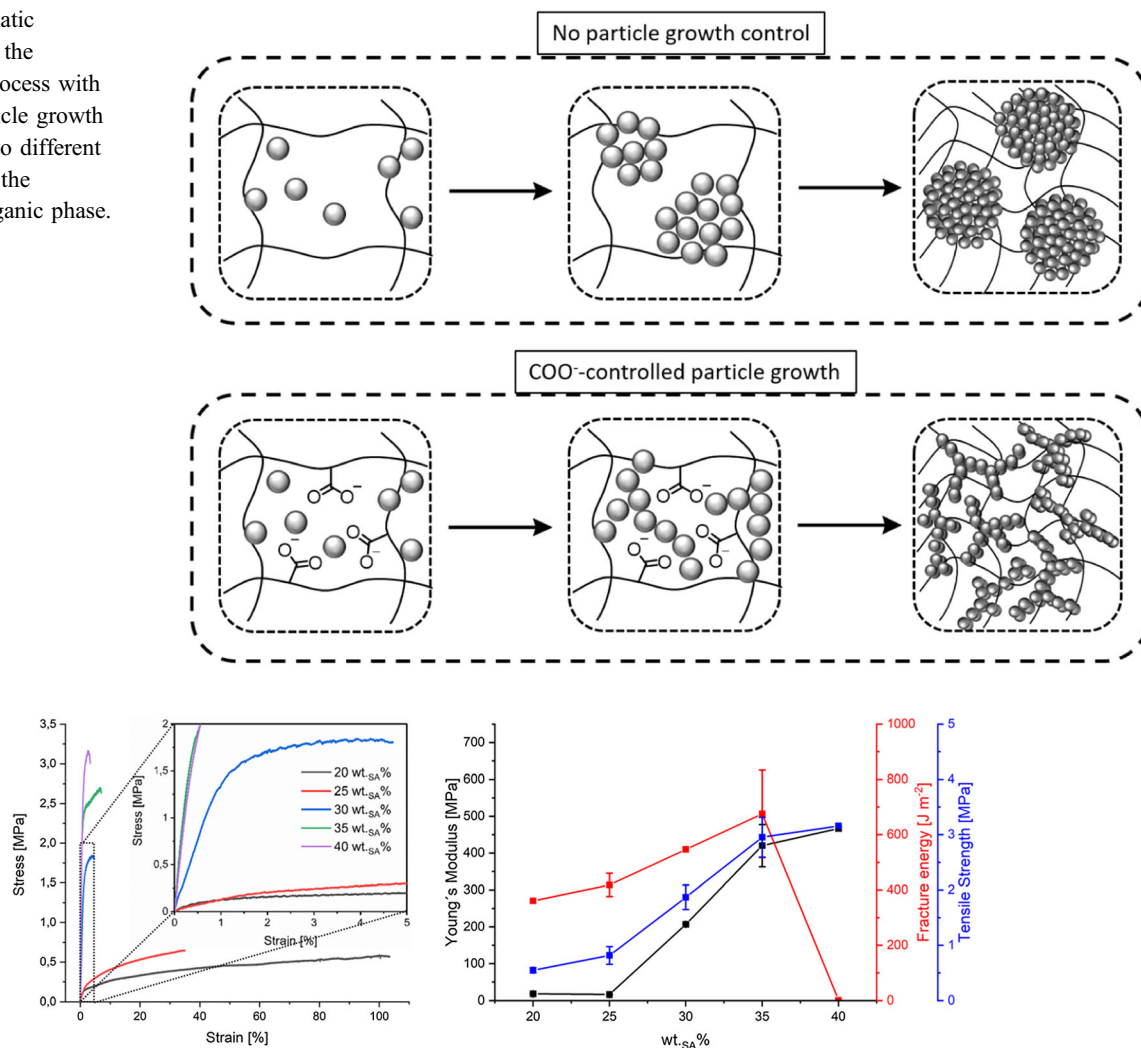 atic
the
ocess with
icle growth
o different
the
ganic phase.
No particle growth control
COO⁻-controlled particle growth
O O⁻
O O⁻
O O⁻
O O⁻
O O⁻
O O⁻
3,5
3,0
2,5
2,0
1,5
1,0
0,5
0,0
Stress [MPa]
0 20 40 60 80 100
Strain [%]
2
1,5
1
0,5
0
Stress [MPa]
20 wt.SA%
25 wt.SA%
30 wt.SA%
35 wt.SA%
40 wt.SA%
0 1 2 3 4 5
Strain [%]
700
600
500
400
300
200
100
0
Young´s Modulus [MPa]
20 25 30 35 40
wt.SA%
1000
800
600
400
200
0
Fracture energy [J m⁻²]
5
4
3
2
1
0
Tensile Strength [MPa]